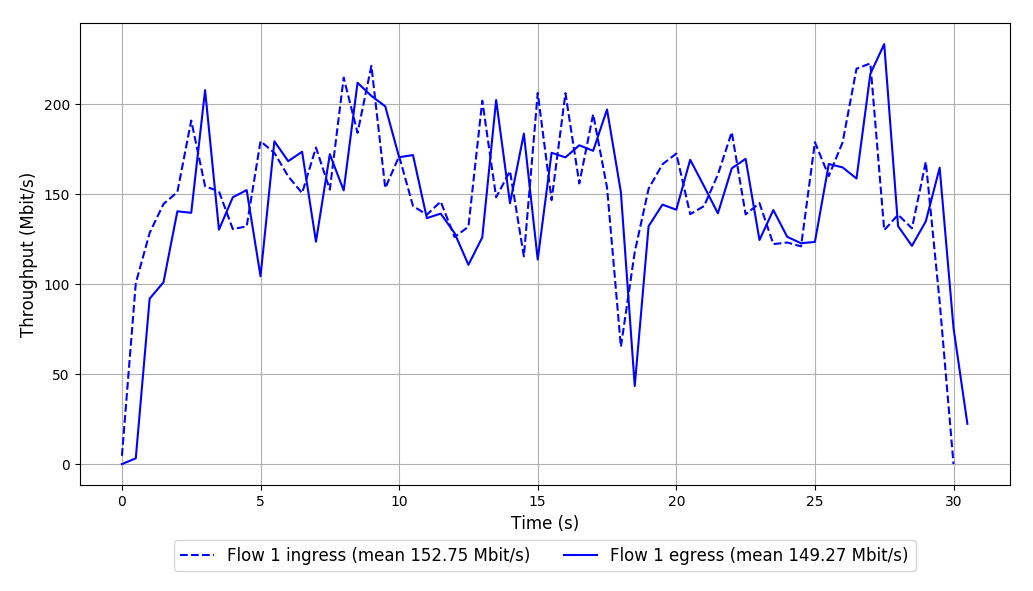 Throughput (Mbit/s)
200
150
100
50
0
0 5 10 15 20 25 30
Time (s)
Flow 1 ingress (mean 152.75 Mbit/s) Flow 1 egress (mean 149.27 Mbit/s)